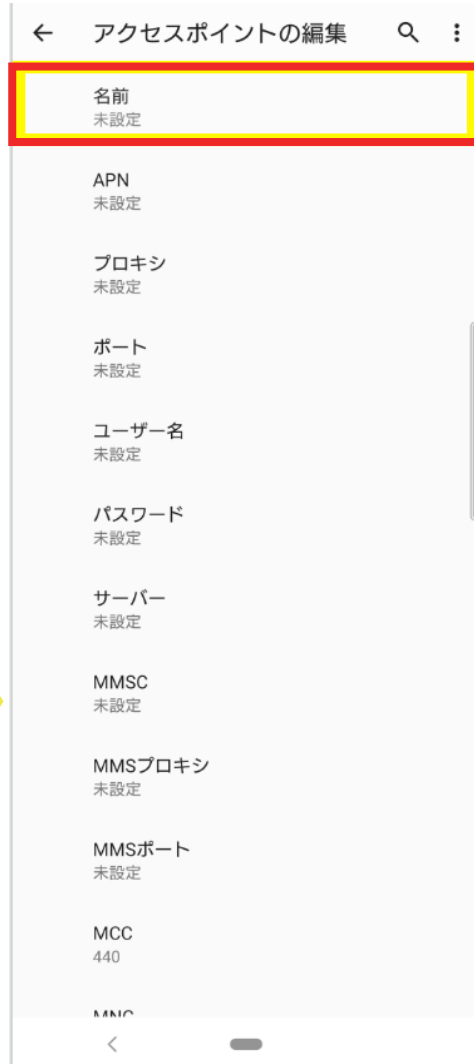 アクセスポイントの編集
名前
未設定
APN
未設定
プロキシ
未設定
ポート
未設定
ユーザー名
未設定
パスワード
未設定
サーバー
未設定
MMSC
未設定
MMSプロキシ
未設定
MMSポート
未設定
MCC
440
MNC